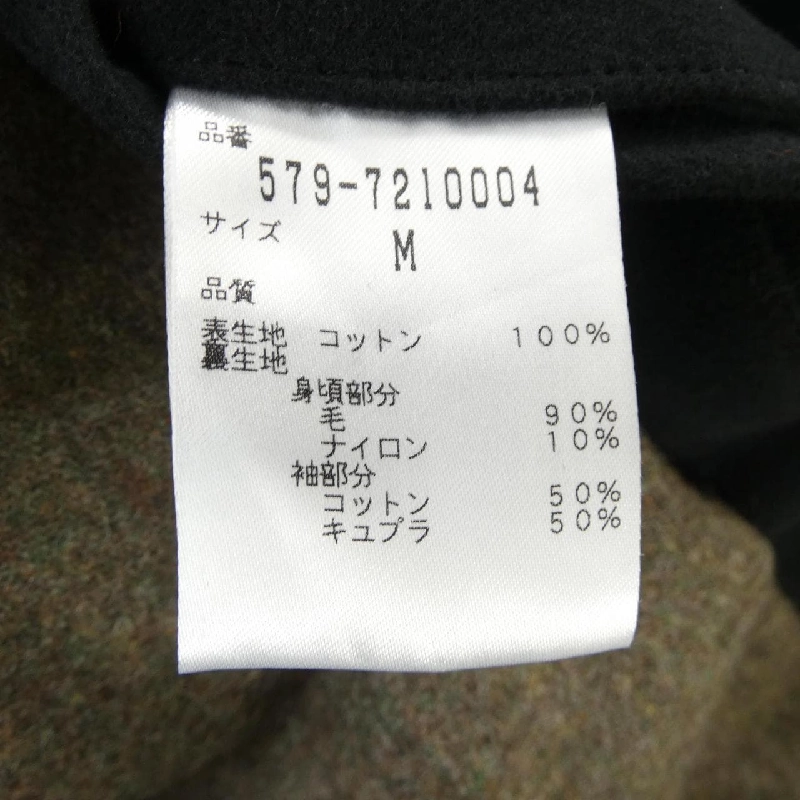 品番
579-7210004
サイズ
M
品質
表生地 コットン 100%
裏生地
身頃部分
毛 90%
ナイロン 10%
袖部分
コットン 50%
キュプラ 50%